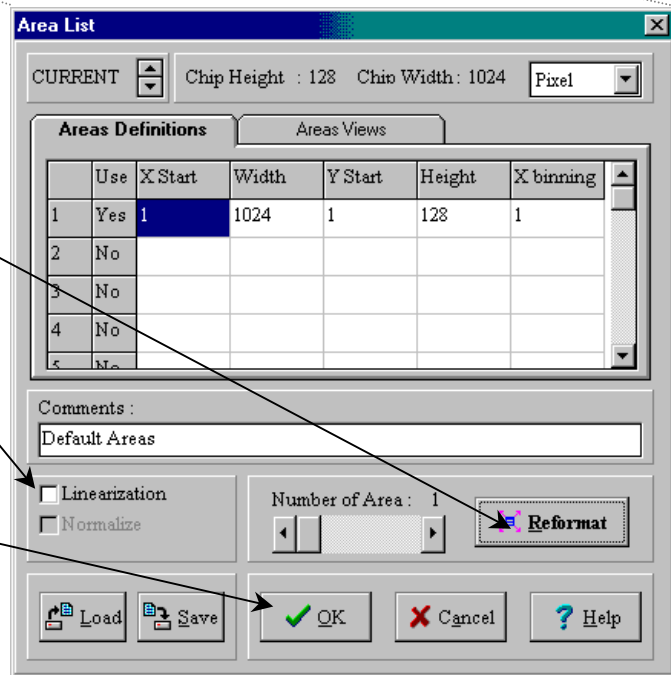 Area List
CURRENT Chip Height : 128 Chip Width : 1024 Pixel
Areas Definitions Areas Views
Use X Start Width Y Start Height X binning
1 Yes 1 1024 1 128 1
2 No
3 No
4 No
5 No
Comments :
Default Areas
Linearization
Normalize
Number of Area : 1
Reformat
Load Save OK Cancel Help